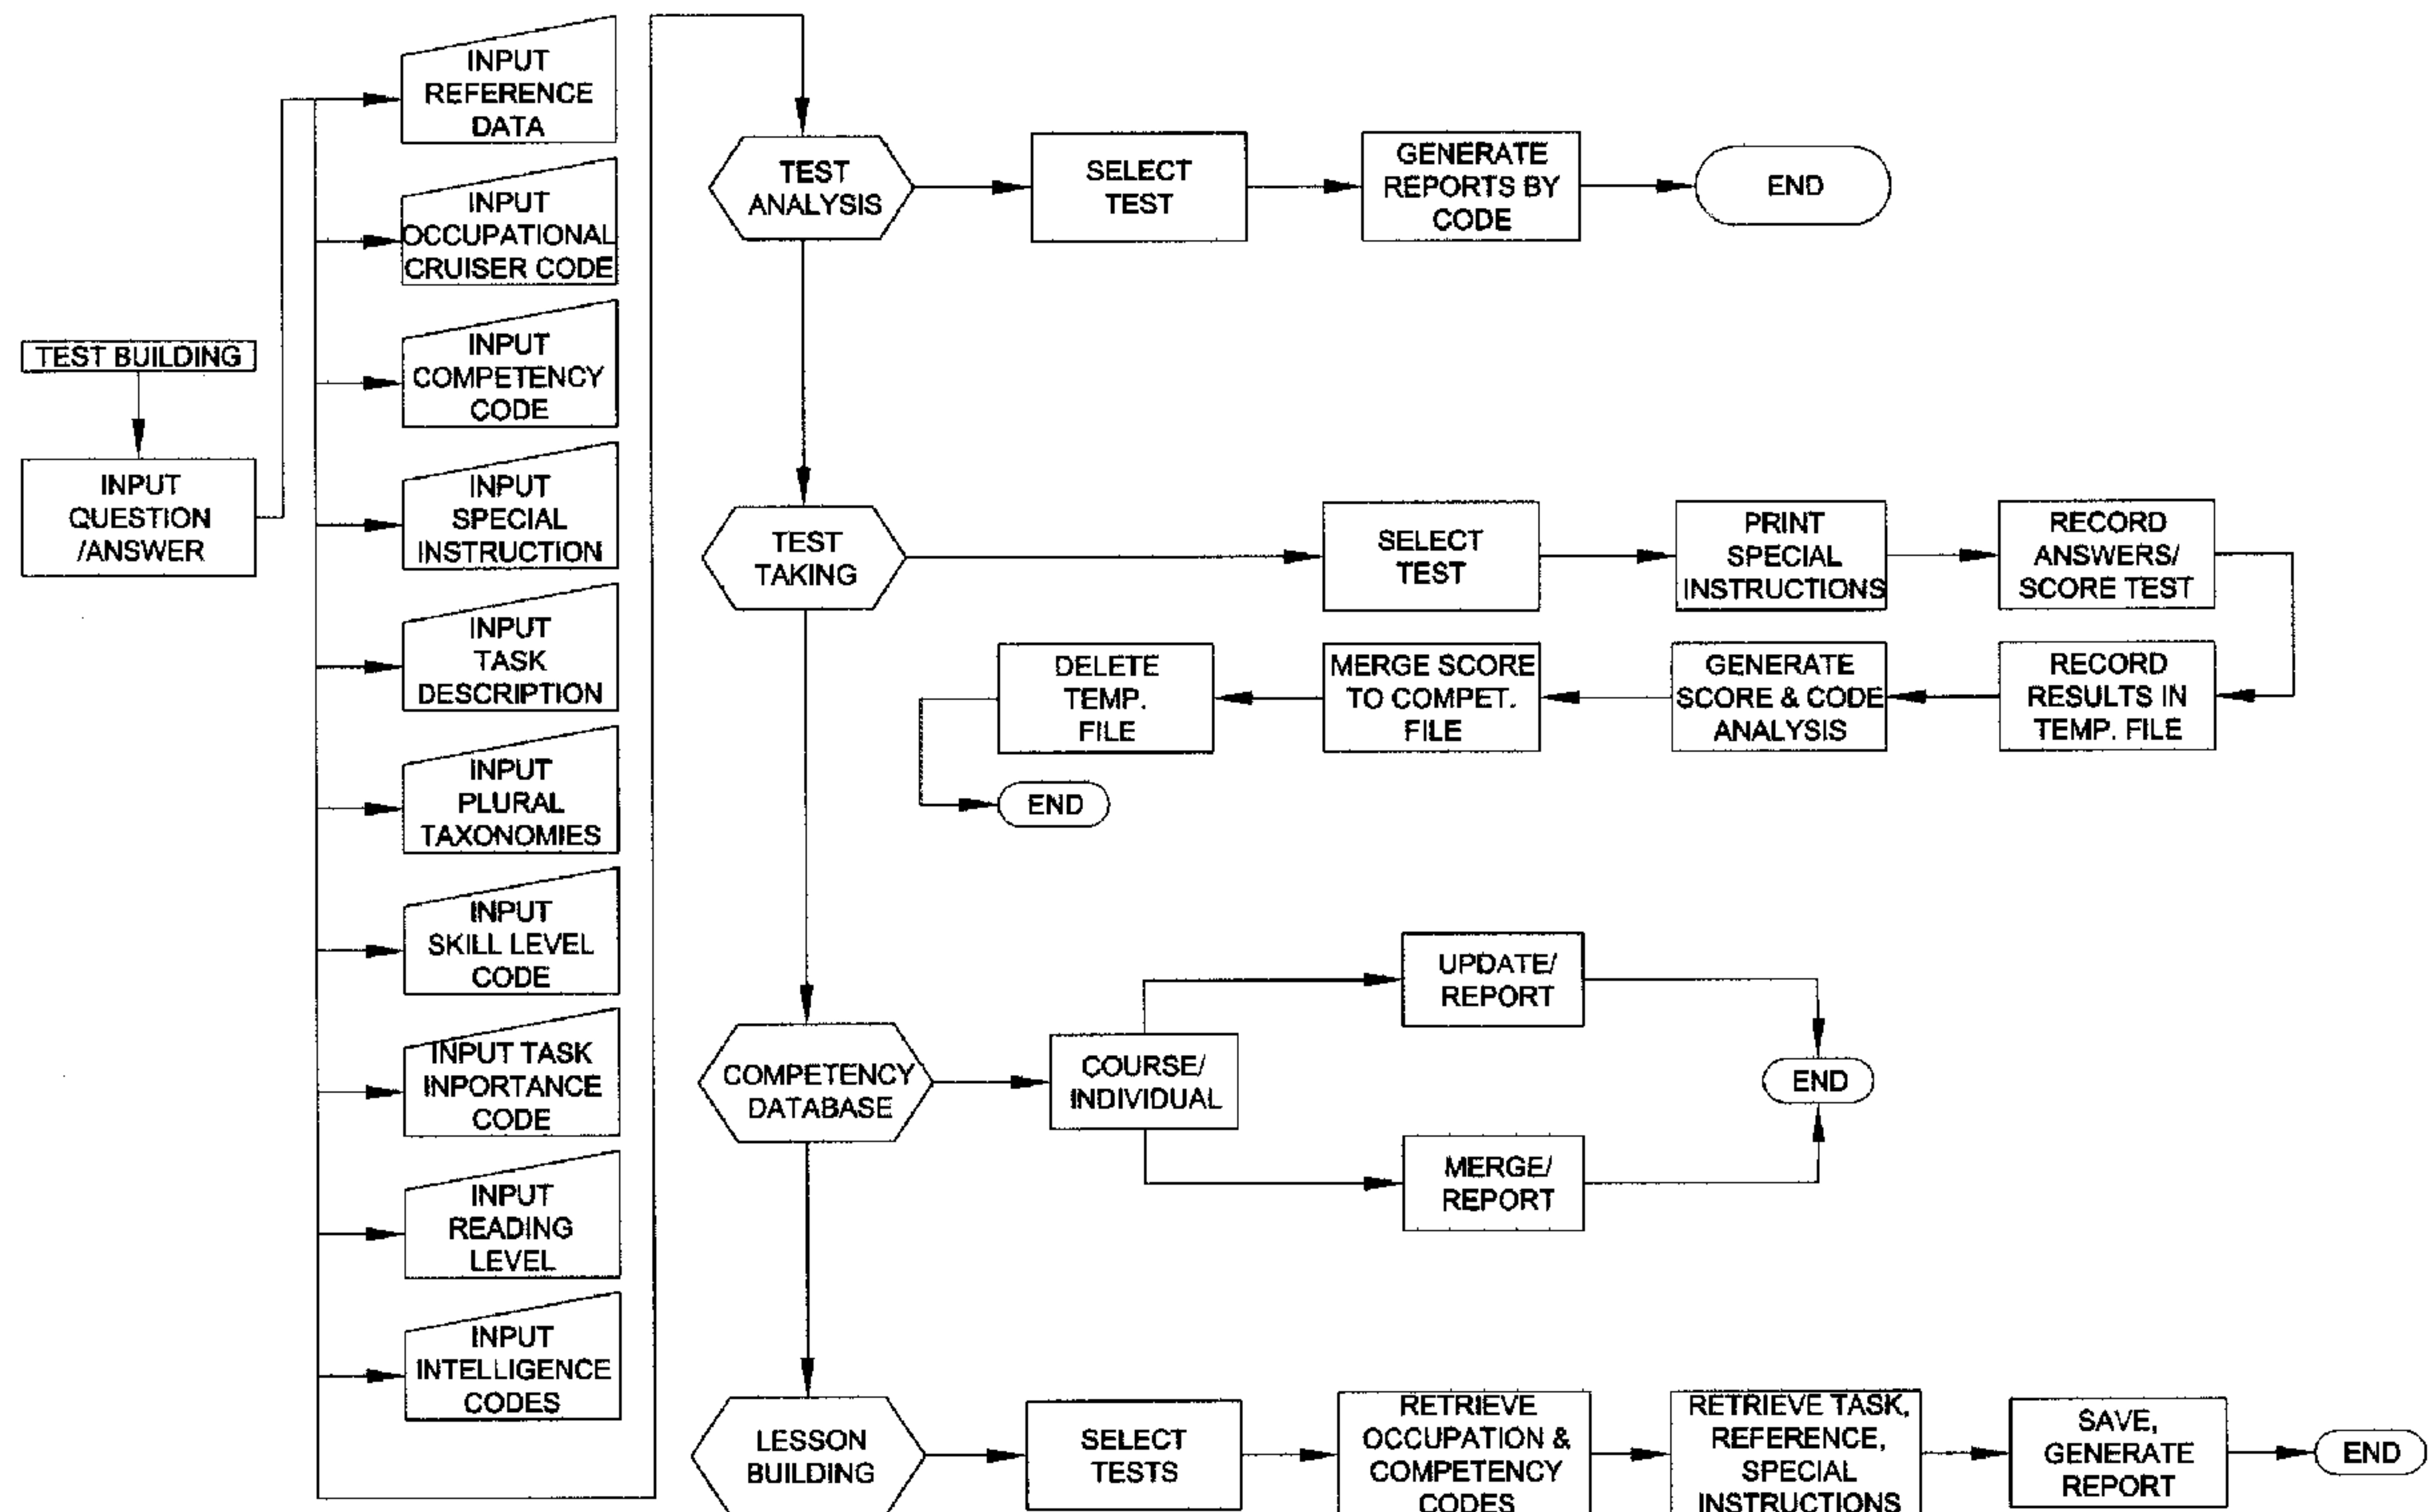 TEST BUILDING
INPUT
QUESTION
/ANSWER
INPUT
REFERENCE
DATA
INPUT
OCCUPATIONAL
CRUISER CODE
INPUT
COMPETENCY
CODE
INPUT
SPECIAL
INSTRUCTION
INPUT
TASK
DESCRIPTION
INPUT
PLURAL
TAXONOMIES
INPUT
SKILL LEVEL
CODE
INPUT TASK
INPORTANCE
CODE
INPUT
READING
LEVEL
INPUT
INTELLIGENCE
CODES
TEST
ANALYSIS
SELECT
TEST
GENERATE
REPORTS BY
CODE
END
TEST
TAKING
SELECT
TEST
PRINT
SPECIAL
INSTRUCTIONS
RECORD
ANSWERS/
SCORE TEST
RECORD
RESULTS IN
TEMP. FILE
GENERATE
SCORE & CODE
ANALYSIS
MERGE SCORE
TO COMPET.
FILE
DELETE
TEMP.
FILE
END
COMPETENCY
DATABASE
COURSE/
INDIVIDUAL
UPDATE/
REPORT
MERGE/
REPORT
END
LESSON
BUILDING
SELECT
TESTS
RETRIEVE
OCCUPATION &
COMPETENCY
CODES
RETRIEVE TASK,
REFERENCE,
SPECIAL
INSTRUCTIONS
SAVE,
GENERATE
REPORT
END